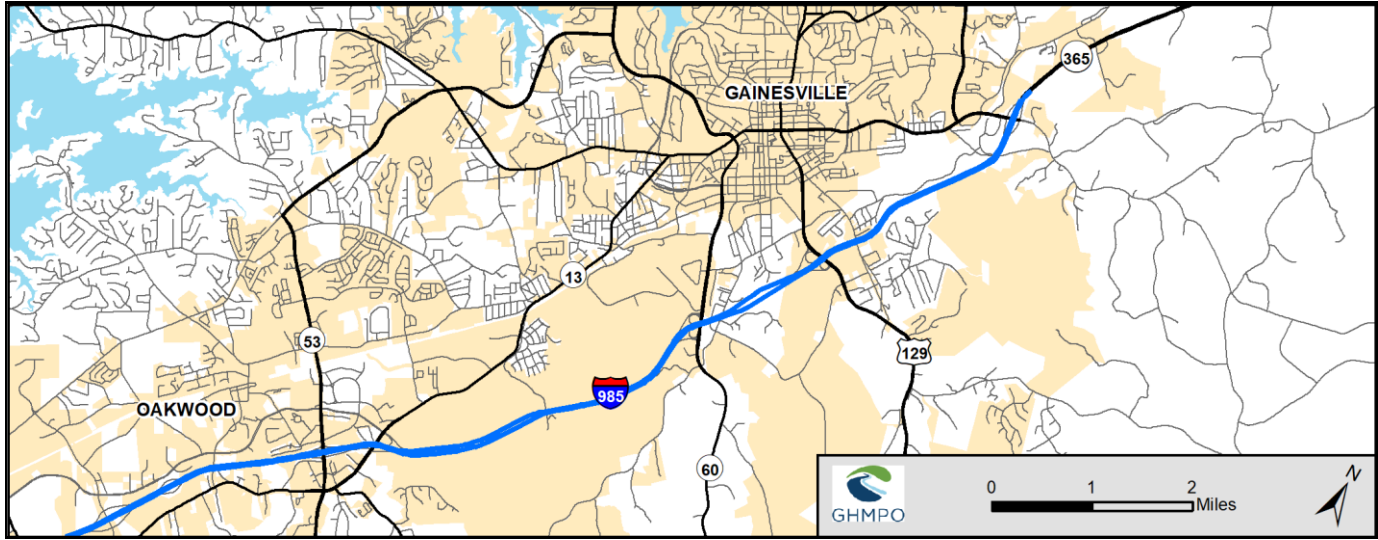 365
GAINESVILLE
13
53
129
985
OAKWOOD
60
GHMPO
0 1 2
Miles
N